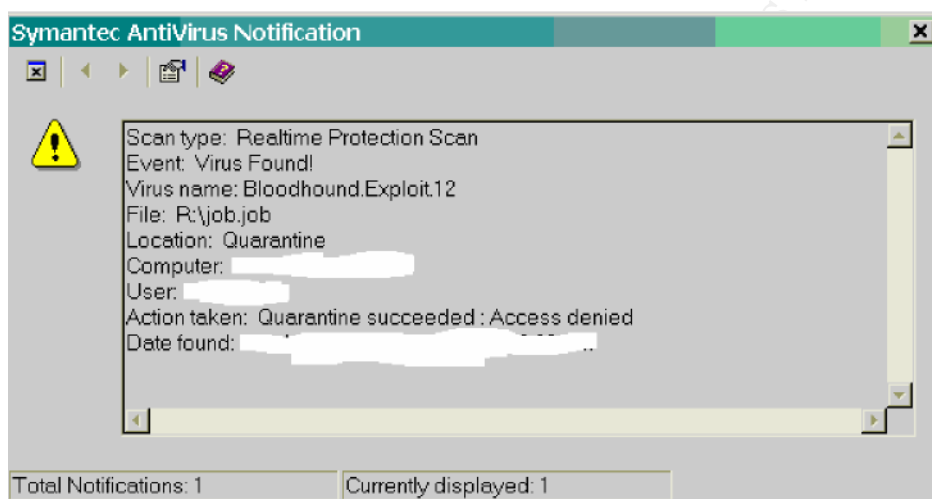 Symantec AntiVirus Notification
Scan type: Realtime Protection Scan
Event: Virus Found!
Virus name: Bloodhound.Exploit.12
File: R:\job.job
Location: Quarantine
Computer:
User:
Action taken: Quarantine succeeded : Access denied
Date found:
Total Notifications: 1
Currently displayed: 1